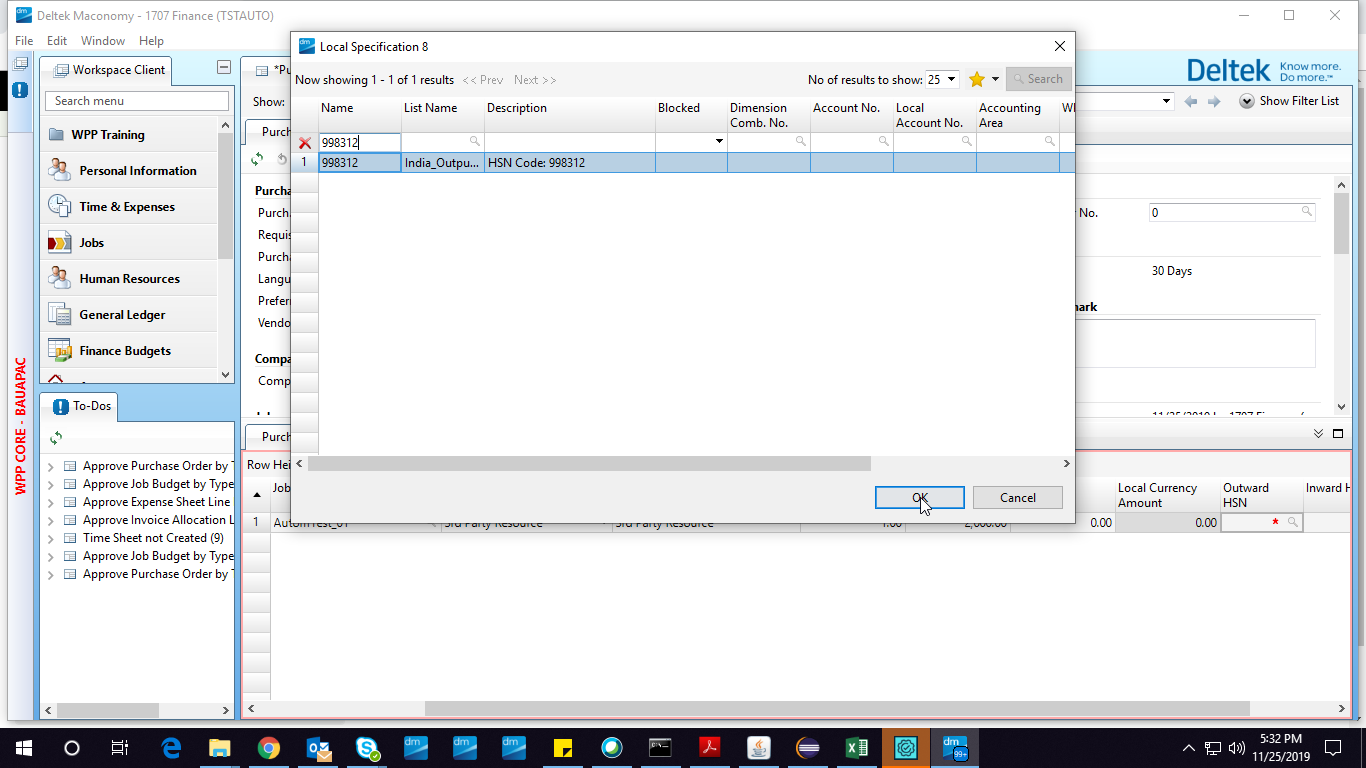 Deltek Maconomy - 1707 Finance (TSTAUTO)
File Edit Window Help
Workspace Client
Search menu
WPP Training
Personal Information
Time & Expenses
Jobs
Human Resources
General Ledger
Finance Budgets
WPP CORE - BAUAPAC
To-Dos
Approve Purchase Order by T
Approve Job Budget by Type
Approve Expense Sheet Line
Approve Invoice Allocation L
Time Sheet not Created (9)
Approve Job Budget by Type
Approve Purchase Order by T
*Pu
Show:
Purch
Purcha
Purch
Requis
Purcha
Langu
Prefer
Vendo
Compa
Comp
Local Specification 8
Now showing 1 - 1 of 1 results << Prev Next >>
No of results to show: 25 Search
Name List Name Description Blocked Dimension Comb. No. Account No. Local Account No. Accounting Area
998312
1 998312 India_Outpu... HSN Code: 998312
OK Cancel
Deltek Know more. Do more.™
Show Filter List
No. 0
30 Days
ark
Purch
Row Hei
Job Local Currency Amount Outward HSN Inward H
1 AutomTest_01 3rd Party Resource 3rd Party Resource 1.00 2,000.00 0.00 0.00 *
99+
5:32 PM
11/25/2019